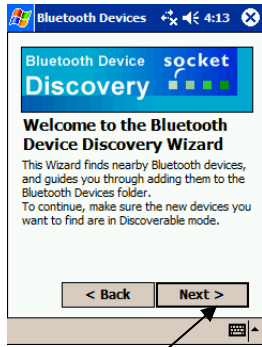 Bluetooth Devices 4:13
Bluetooth Device socket
Discovery
Welcome to the Bluetooth
Device Discovery Wizard
This Wizard finds nearby Bluetooth devices,
and guides you through adding them to the
Bluetooth Devices folder.
To continue, make sure the new devices you
want to find are in Discoverable mode.
< Back Next >